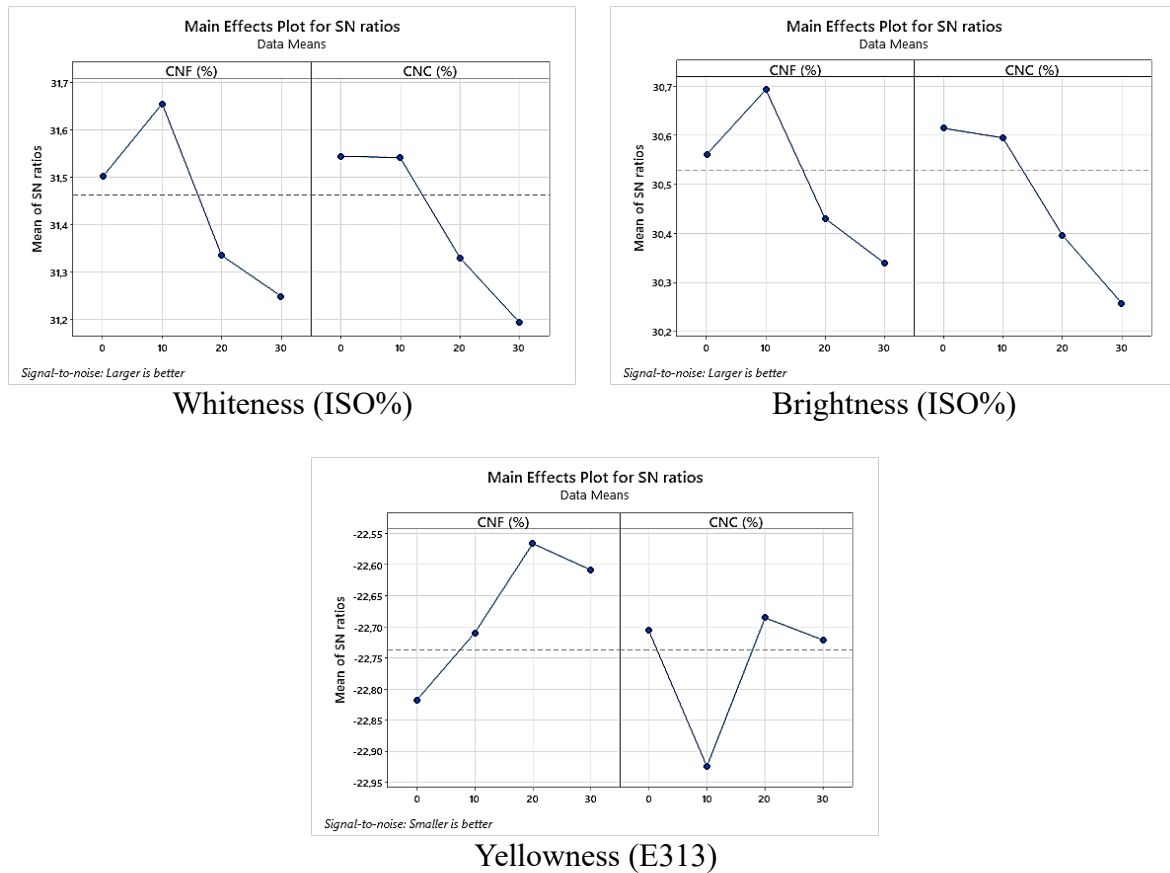 Main Effects Plot for SN ratios
Data Means
CNF (%) CNC (%)
Mean of SN ratios
31,7
31,6
31,5
31,4
31,3
31,2
0 10 20 30 0 10 20 30
Signal-to-noise: Larger is better
Whiteness (ISO%)
Main Effects Plot for SN ratios
Data Means
CNF (%) CNC (%)
Mean of SN ratios
30,7
30,6
30,5
30,4
30,3
30,2
0 10 20 30 0 10 20 30
Signal-to-noise: Larger is better
Brightness (ISO%)
Main Effects Plot for SN ratios
Data Means
CNF (%) CNC (%)
Mean of SN ratios
-22,55
-22,60
-22,65
-22,70
-22,75
-22,80
-22,85
-22,90
-22,95
0 10 20 30 0 10 20 30
Signal-to-noise: Smaller is better
Yellowness (E313)